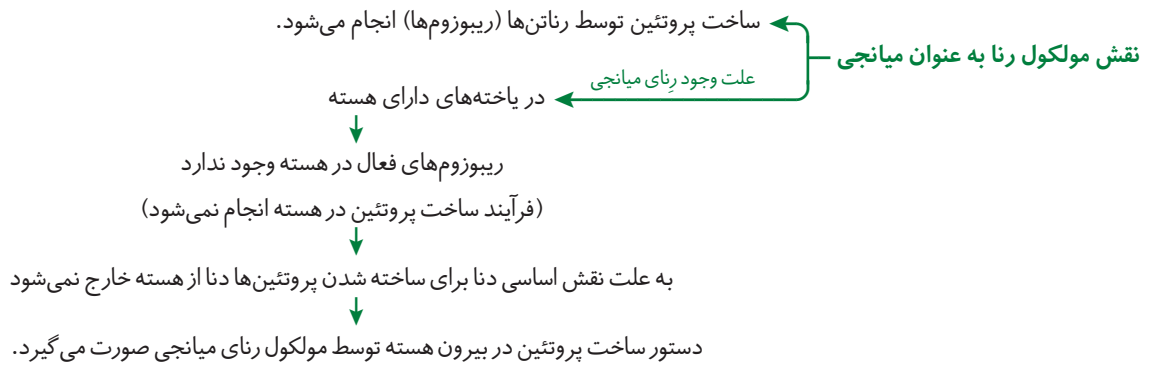 ساخت پروتئین توسط رناتن‌ها (ریبوزوم‌ها) انجام می‌شود.
نقش مولکول رنا به عنوان میانجی
علت وجود رِنای میانجی
در یاخته‌های دارای هسته
ریبوزوم‌های فعال در هسته وجود ندارد
(فرآیند ساخت پروتئین در هسته انجام نمی‌شود)
به علت نقش اساسی دنا برای ساخته شدن پروتئین‌ها دنا از هسته خارج نمی‌شود
دستور ساخت پروتئین در بیرون هسته توسط مولکول رنای میانجی صورت می‌گیرد.